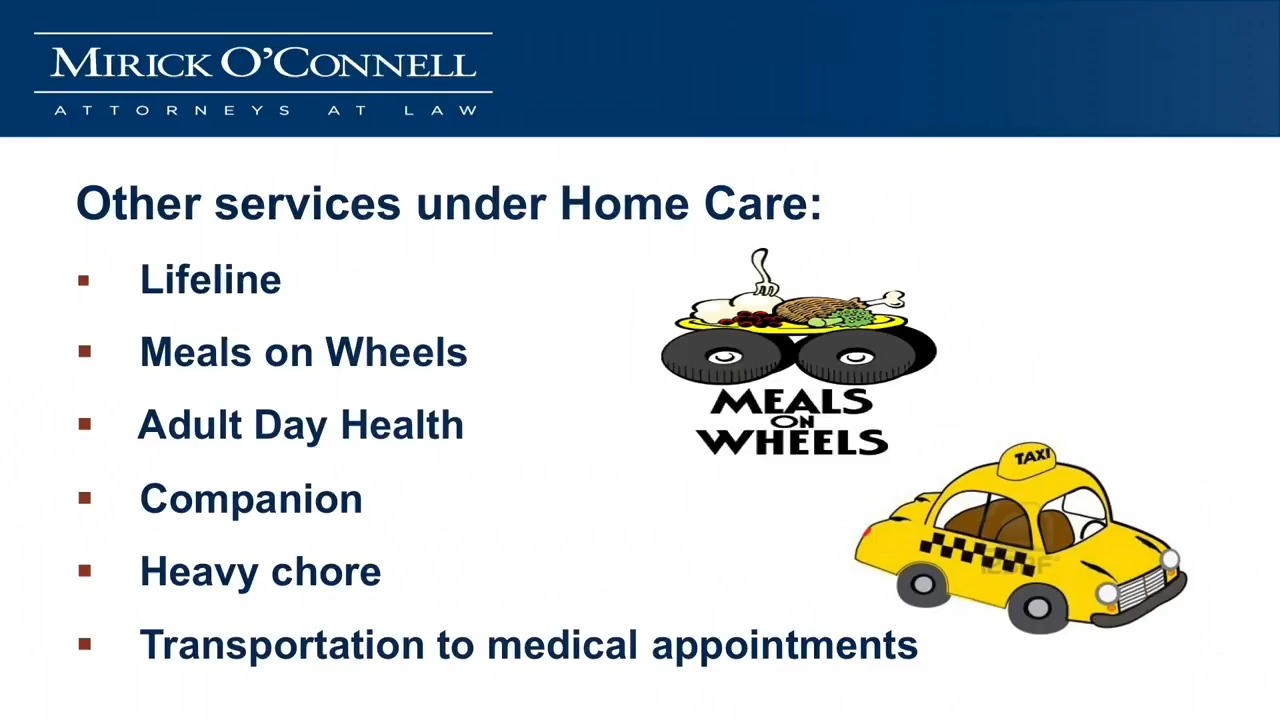 MIRICK O'CONNELL
ATTORNEYS AT LAW
Other services under Home Care:
▪ Lifeline
▪ Meals on Wheels
▪ Adult Day Health
▪ Companion
▪ Heavy chore
▪ Transportation to medical appointments
MEALS
ON
WHEELS
TAXI